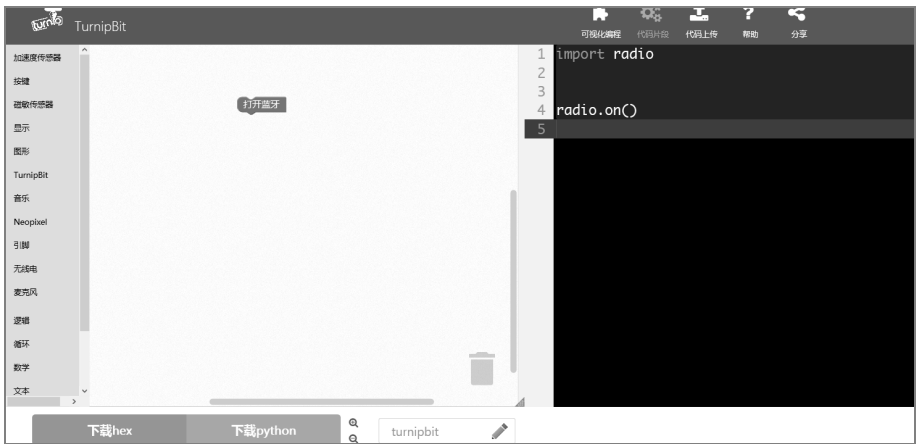 turnip TurnipBit
可视化编程 代码片段 代码上传 ? 帮助 分享
加速度传感器
按键
磁敏传感器
显示
图形
TurnipBit
音乐
Neopixel
引脚
无线电
麦克风
逻辑
循环
数学
文本
打开蓝牙
1 import radio
2
3
4 radio.on()
5
下载hex 下载python turnipbit